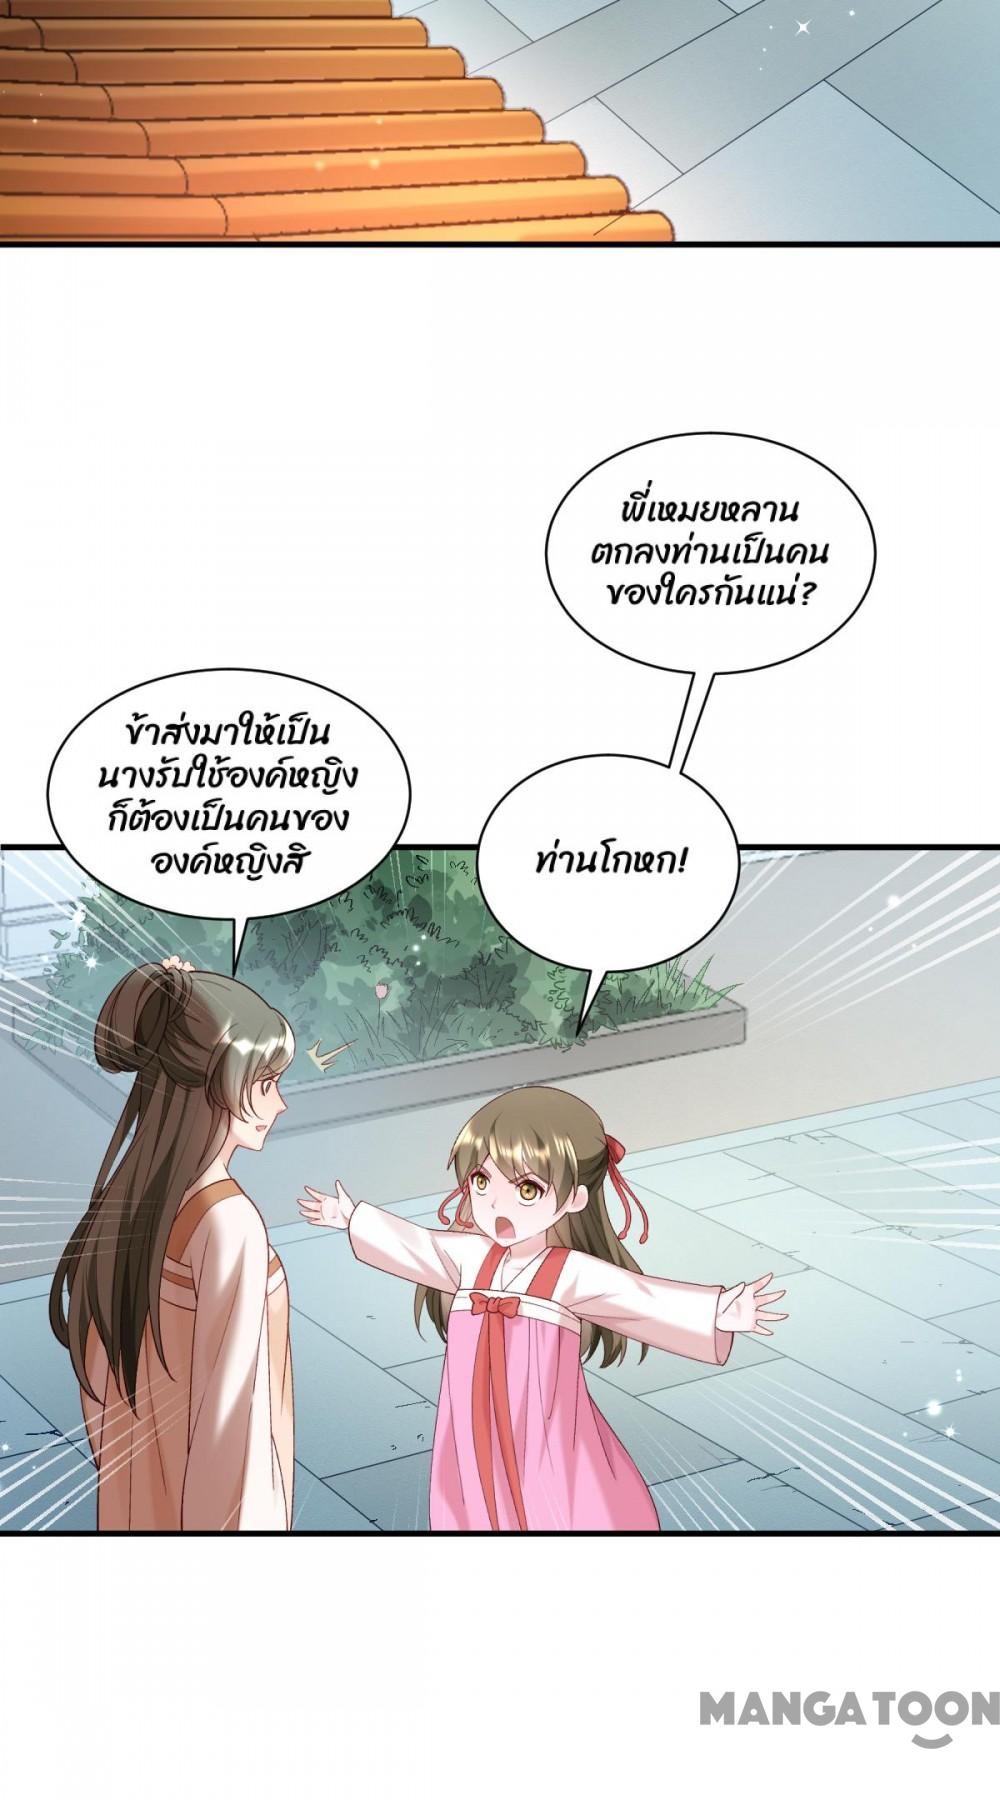 พี่เหมยหลาน
ตกลงท่านเป็นคน
ของใครกันแน่?
ข้าส่งมาให้เป็น
นางรับใช้องค์หญิง
ก็ต้องเป็นคนของ
องค์หญิงสิ
ท่านโกหก!
MANGATOON